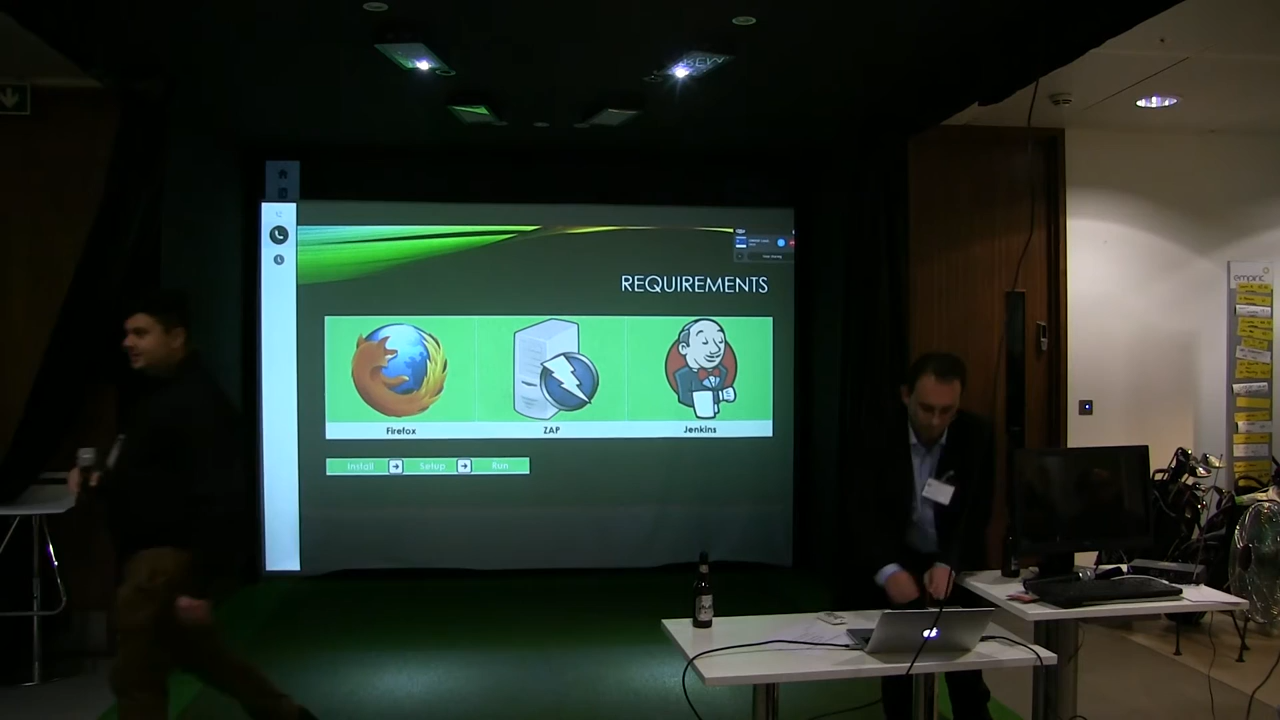 REQUIREMENTS
Firefox
ZAP
Jenkins
Install
Setup
Run
empiric